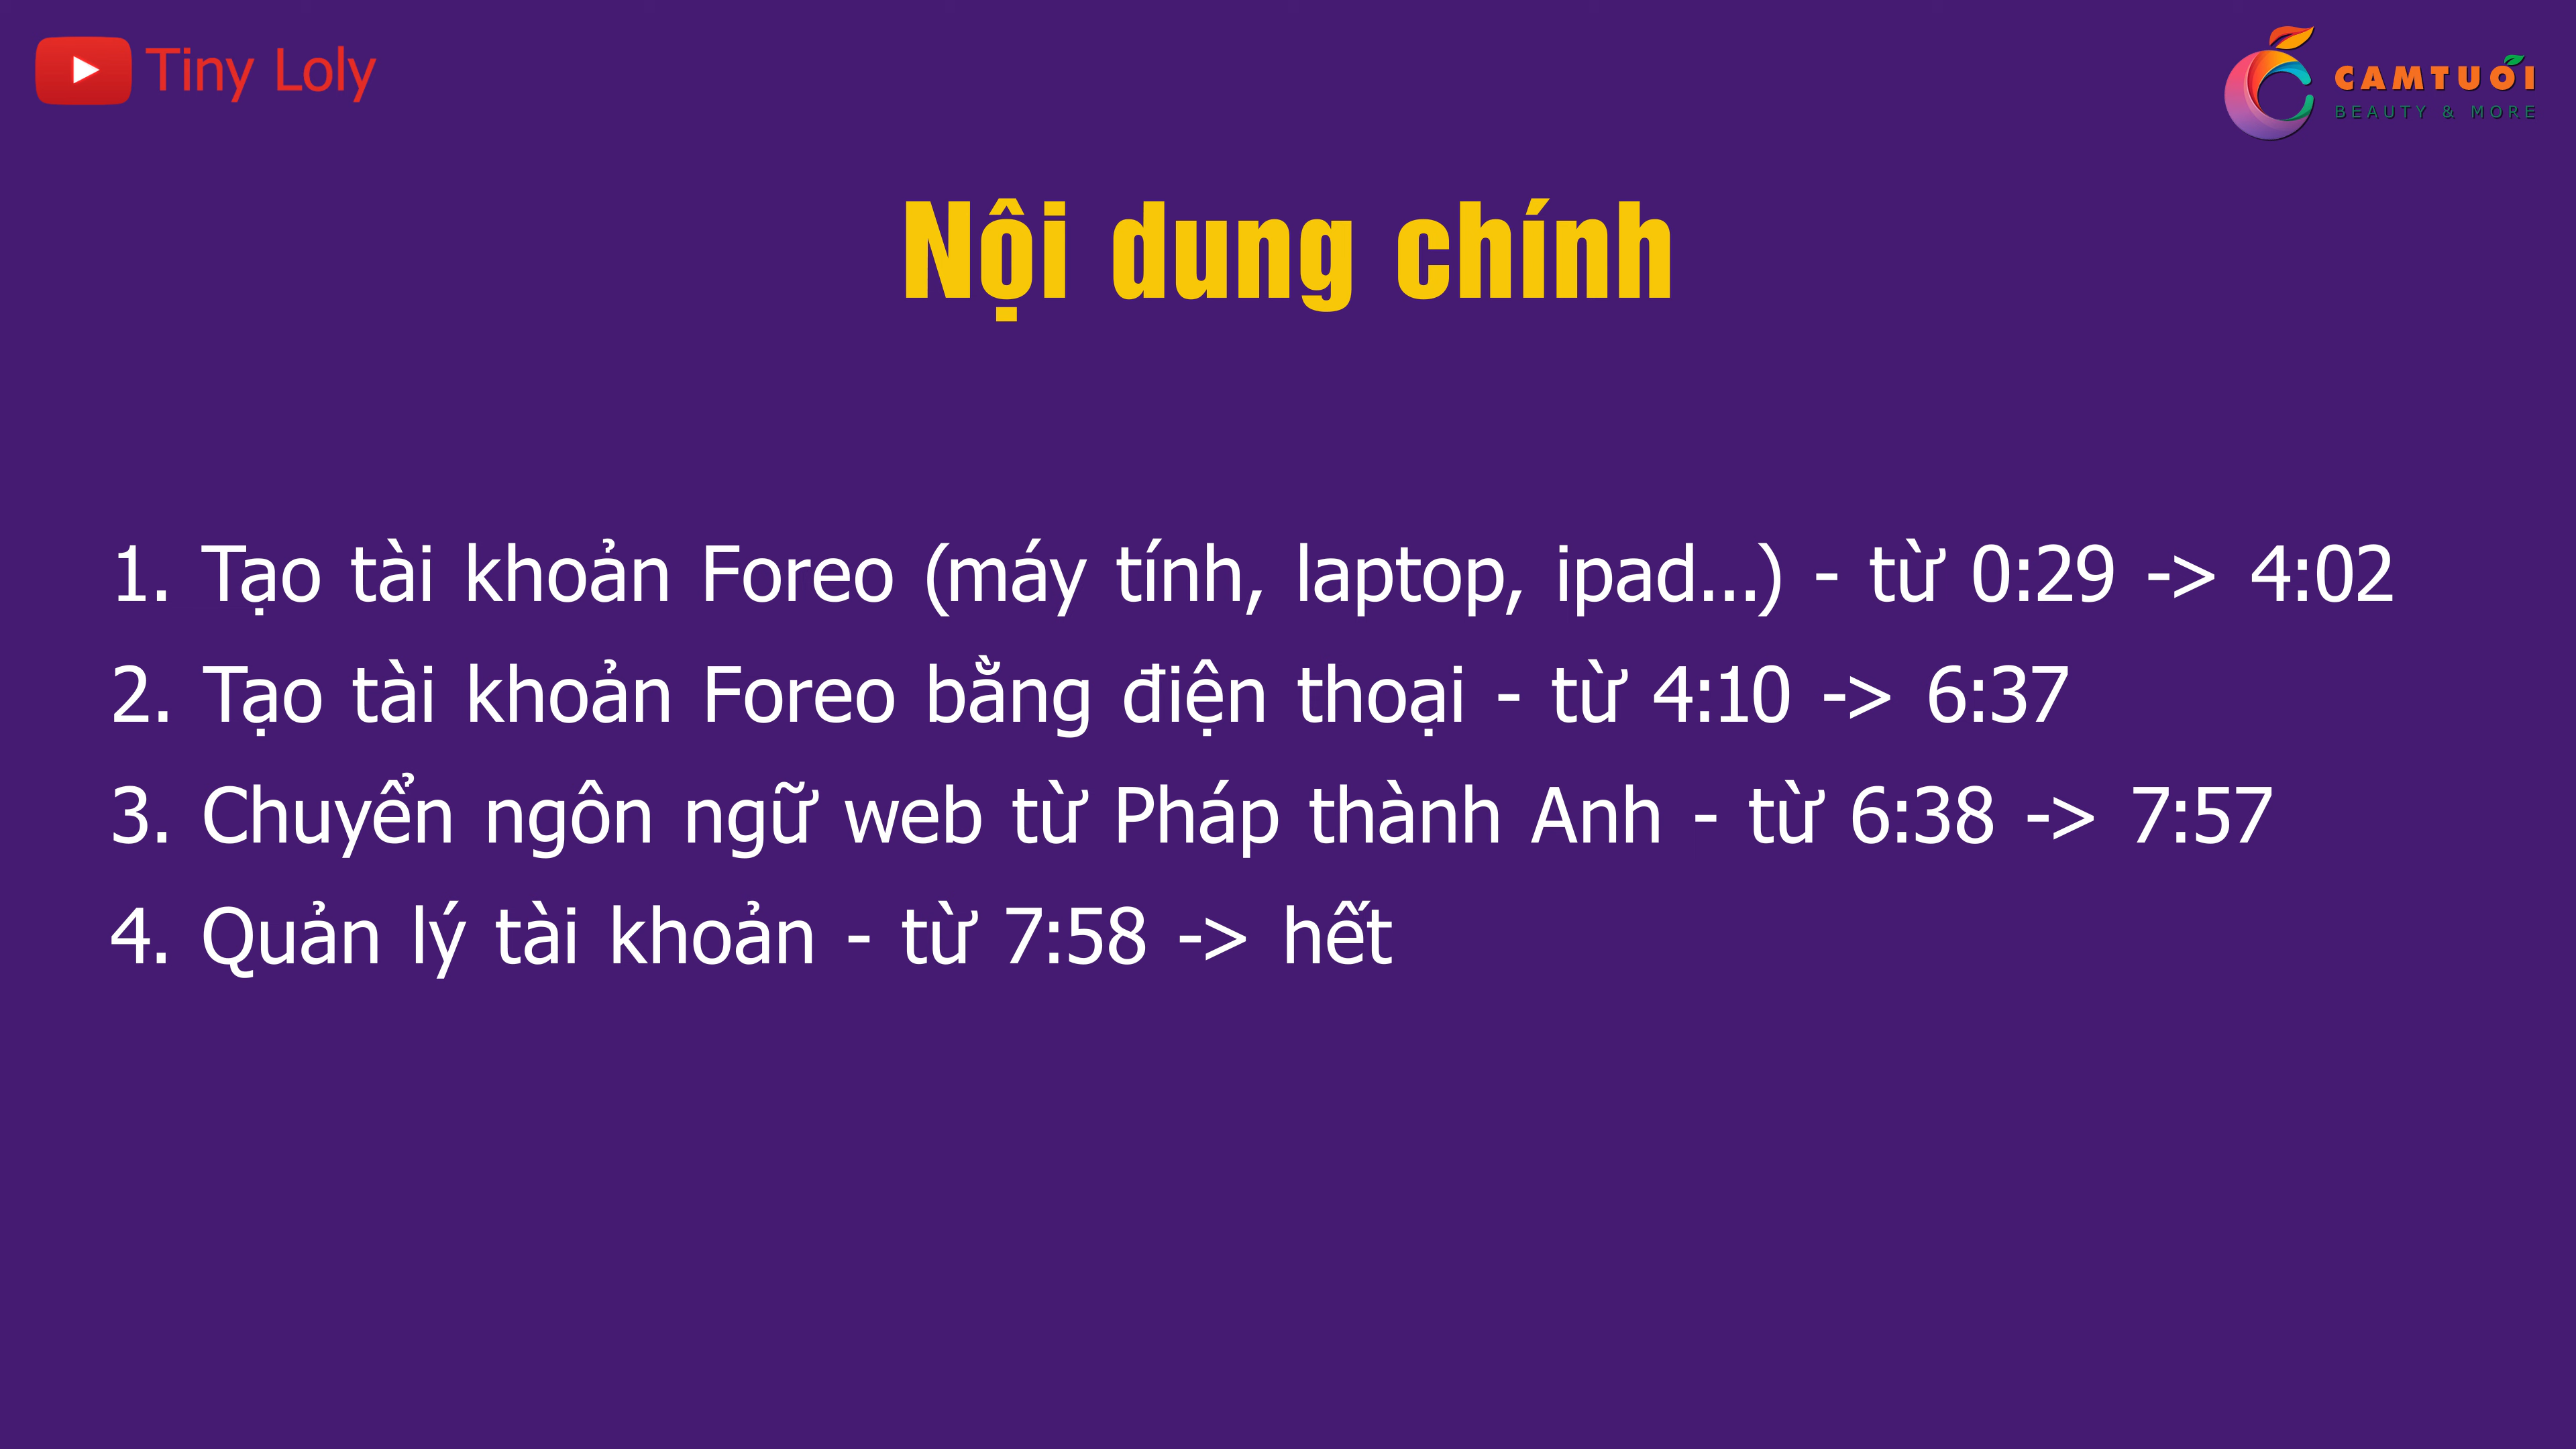 Tiny Loly
CAMTUOI
BEAUTY & MORE
Nội dung chính
1. Tạo tài khoản Foreo (máy tính, laptop, ipad...) - từ 0:29 -> 4:02
2. Tạo tài khoản Foreo bằng điện thoại - từ 4:10 -> 6:37
3. Chuyển ngôn ngữ web từ Pháp thành Anh - từ 6:38 -> 7:57
4. Quản lý tài khoản - từ 7:58 -> hết